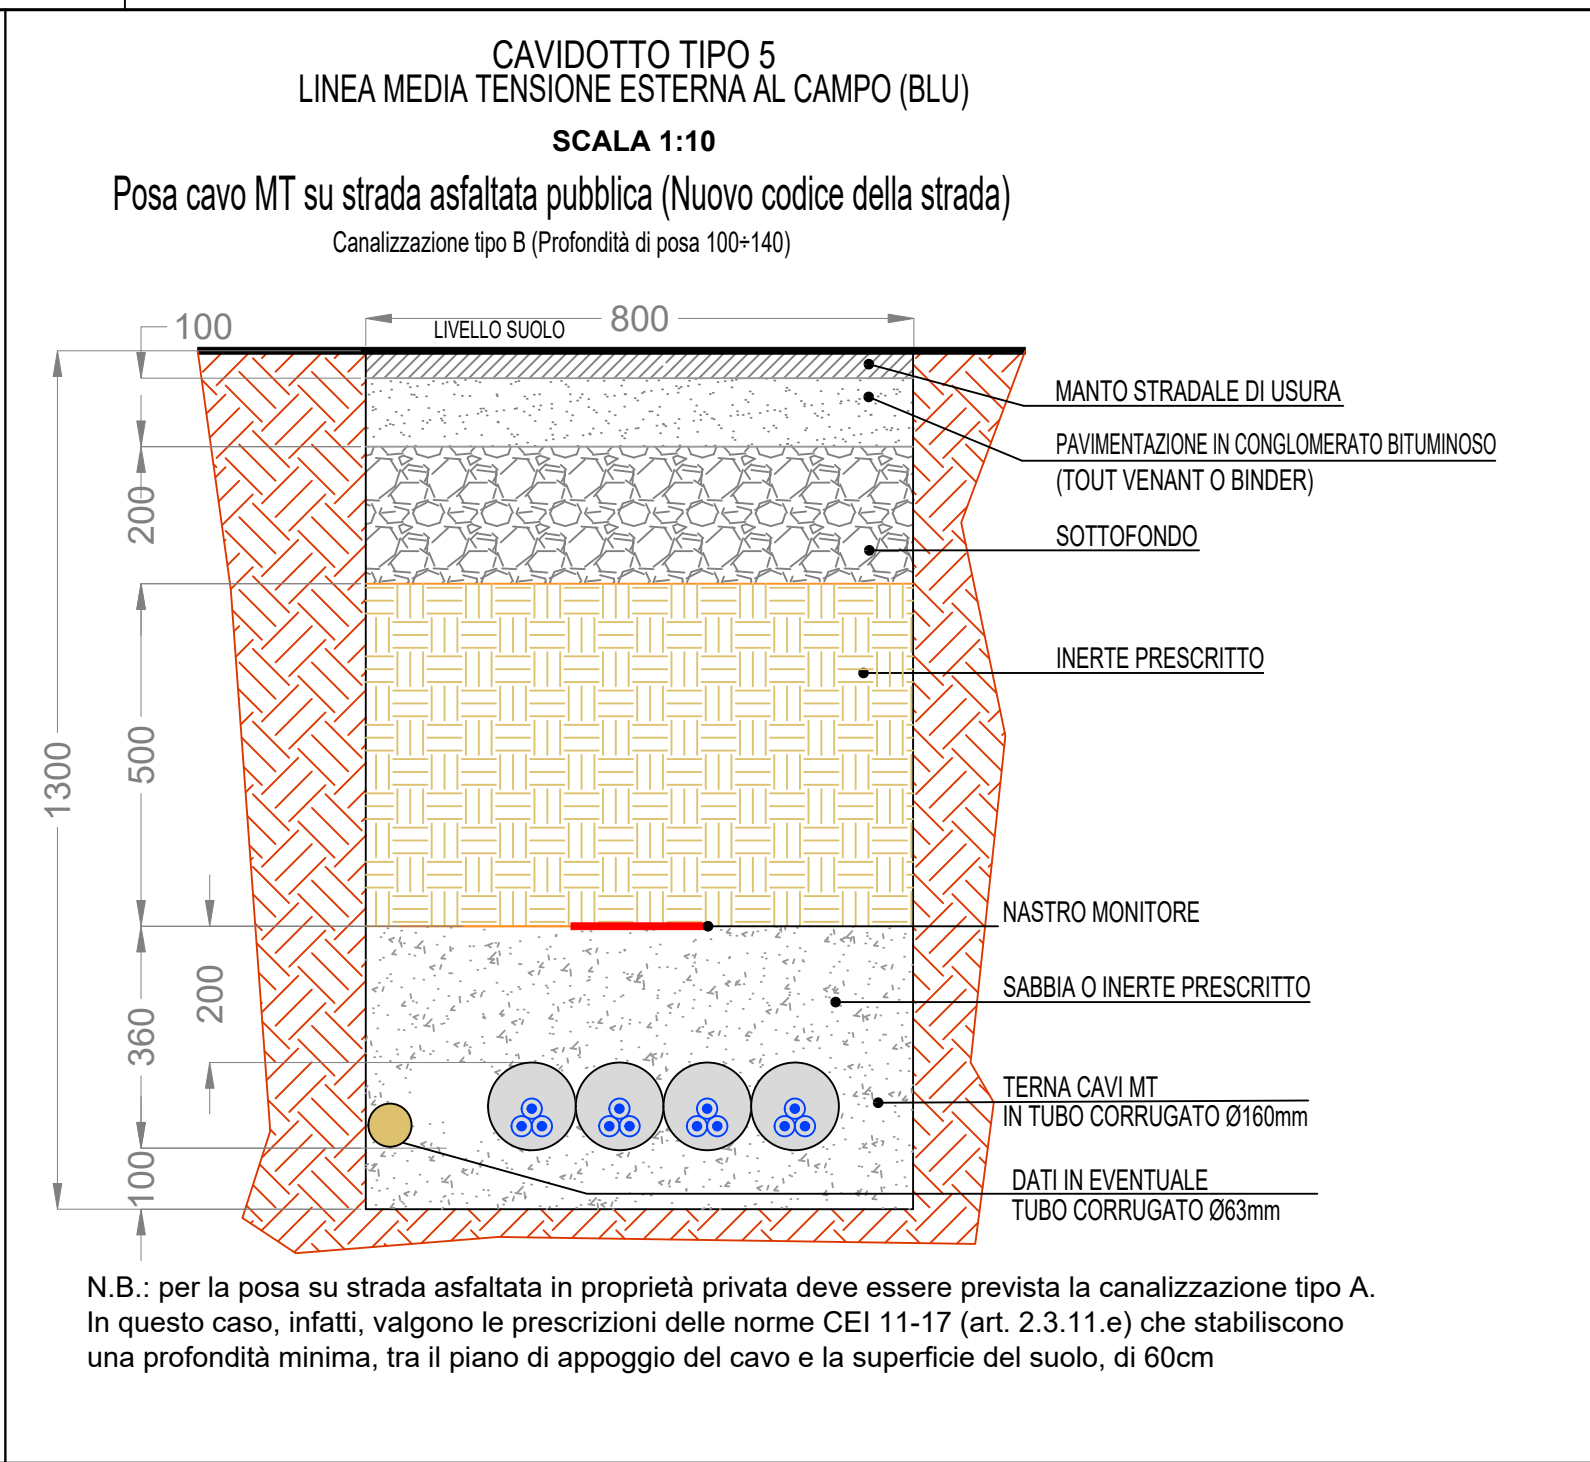 CAVIDOTTO TIPO 5
LINEA MEDIA TENSIONE ESTERNA AL CAMPO (BLU)
SCALA 1:10
Posa cavo MT su strada asfaltata pubblica (Nuovo codice della strada)
Canalizzazione tipo B (Profondità di posa 100÷140)
100
LIVELLO SUOLO
800
MANTO STRADALE DI USURA
PAVIMENTAZIONE IN CONGLOMERATO BITUMINOSO
(TOUT VENANT O BINDER)
200
SOTTOFONDO
INERTE PRESCRITTO
500
1300
NASTRO MONITORE
200
SABBIA O INERTE PRESCRITTO
360
TERNA CAVI MT
IN TUBO CORRUGATO Ø160mm
100
DATI IN EVENTUALE
TUBO CORRUGATO Ø63mm
N.B.: per la posa su strada asfaltata in proprietà privata deve essere prevista la canalizzazione tipo A.
In questo caso, infatti, valgono le prescrizioni delle norme CEI 11-17 (art. 2.3.11.e) che stabiliscono
una profondità minima, tra il piano di appoggio del cavo e la superficie del suolo, di 60cm